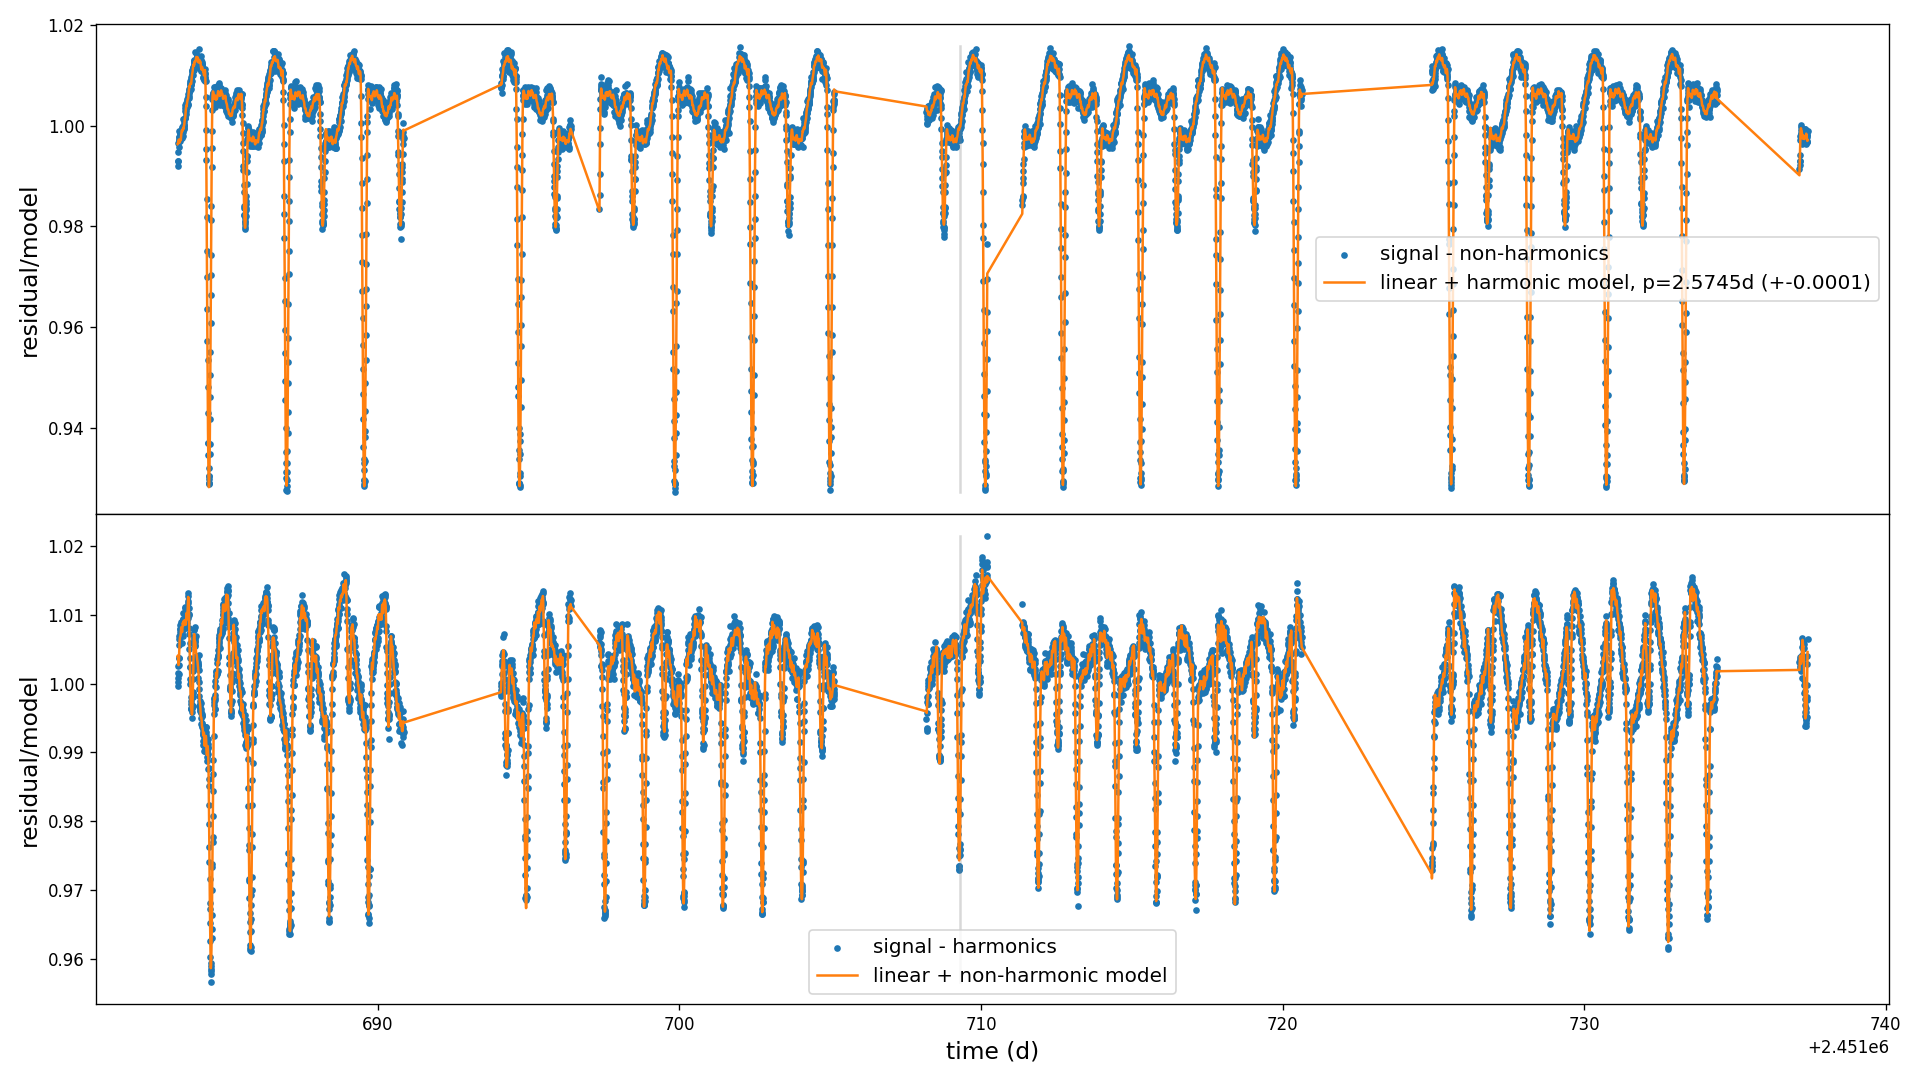 1.02
1.00
0.98
0.96
0.94
residual/model
signal - non-harmonics
linear + harmonic model, p=2.5745d (+-0.0001)
1.02
1.01
1.00
0.99
0.98
0.97
0.96
residual/model
signal - harmonics
linear + non-harmonic model
690
700
710
720
730
740
time (d)
+2.451e6